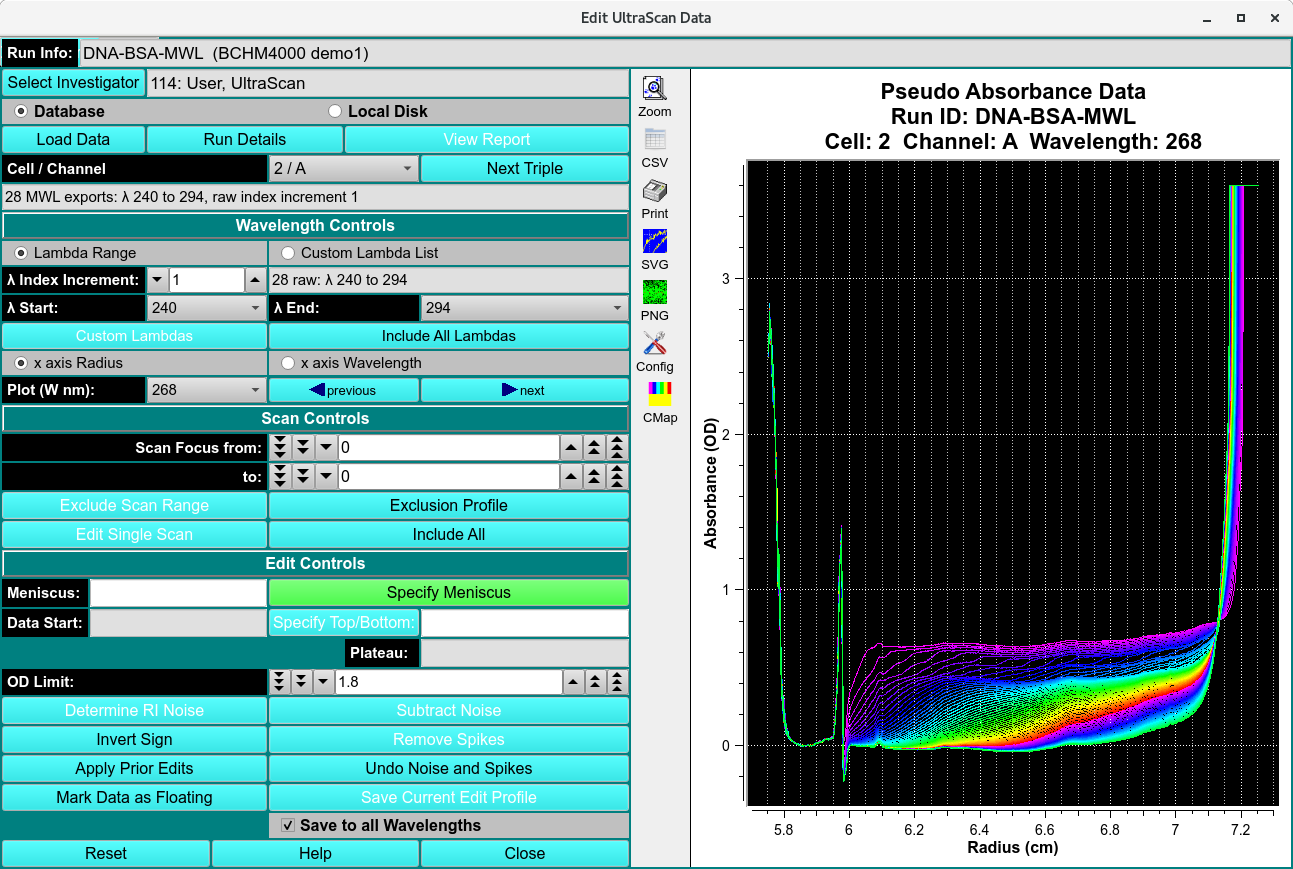 Edit UltraScan Data
Run Info: DNA-BSA-MWL (BCHM4000 demo1)
Select Investigator 114: User, UltraScan
Database Local Disk
Load Data Run Details View Report
Cell / Channel 2 / A Next Triple
28 MWL exports: λ 240 to 294, raw index increment 1
Wavelength Controls
Lambda Range Custom Lambda List
λ Index Increment: 1 28 raw: λ 240 to 294
λ Start: 240 λ End: 294
Custom Lambdas Include All Lambdas
x axis Radius x axis Wavelength
Plot (W nm): 268 previous next
Scan Controls
Scan Focus from: 0
to: 0
Exclude Scan Range Exclusion Profile
Edit Single Scan Include All
Edit Controls
Meniscus: Specify Meniscus
Data Start: Specify Top/Bottom:
Plateau:
OD Limit: 1.8
Determine RI Noise Subtract Noise
Invert Sign Remove Spikes
Apply Prior Edits Undo Noise and Spikes
Mark Data as Floating Save Current Edit Profile
Save to all Wavelengths
Reset Help Close
Zoom
CSV
Print
SVG
PNG
Config
CMap
Pseudo Absorbance Data
Run ID: DNA-BSA-MWL
Cell: 2 Channel: A Wavelength: 268
Absorbance (OD)
3
2
1
0
5.8 6 6.2 6.4 6.6 6.8 7 7.2
Radius (cm)